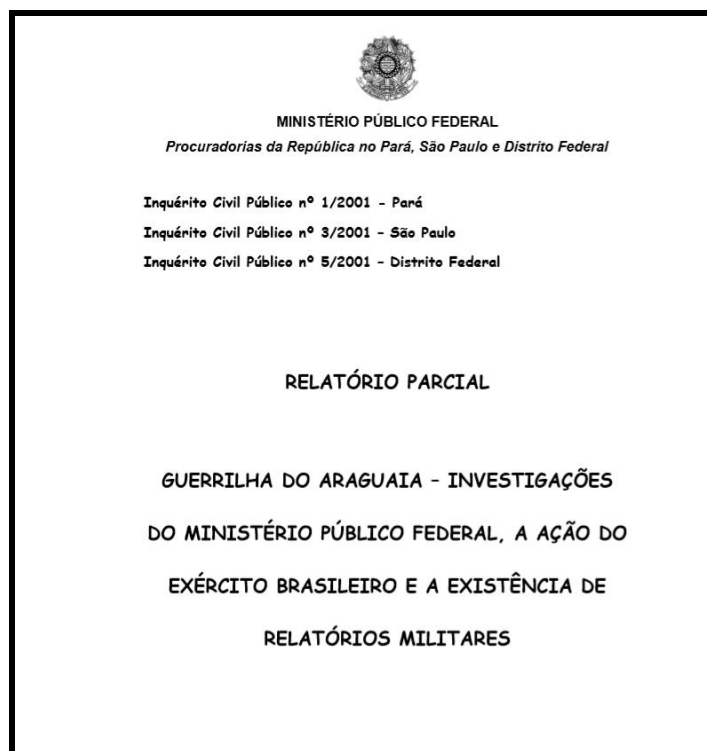 MINISTÉRIO PÚBLICO FEDERAL
Procuradorias da República no Pará, São Paulo e Distrito Federal
Inquérito Civil Público nº 1/2001 - Pará
Inquérito Civil Público nº 3/2001 – São Paulo
Inquérito Civil Público nº 5/2001 – Distrito Federal
RELATÓRIO PARCIAL
GUERRILHA DO ARAGUAIA – INVESTIGAÇÕES
DO MINISTÉRIO PÚBLICO FEDERAL, A AÇÃO DO
EXÉRCITO BRASILEIRO E A EXISTÊNCIA DE
RELATÓRIOS MILITARES